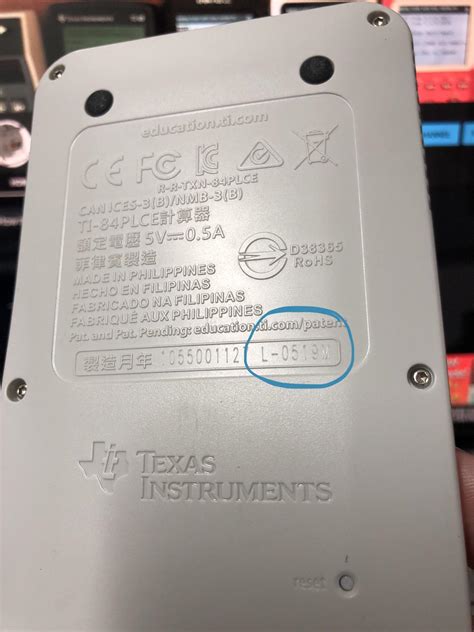 education.ti.com
CE FC
R-R-TXN-84PLCE
CAN ICES-3(B)/NMB-3(B)
TI-84PLCE計算器
額定電壓 5V⎓0.5A
菲律賓製造
D38365
RoHS
MADE IN PHILIPPINES
HECHO EN FILIPINAS
FABRICADO NA FILIPINAS
FABRIQUÉ AUX PHILIPPINES
Pat. and Pat. Pending: education.ti.com/patent
製造月年 1055001127 L-0519M
TEXAS
INSTRUMENTS
reset